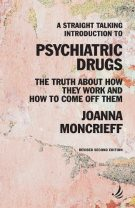 A STRAIGHT TALKING
INTRODUCTION TO
PSYCHIATRIC
DRUGS
THE TRUTH ABOUT HOW
THEY WORK AND
HOW TO COME OFF THEM
JOANNA
MONCRIEFF
REVISED SECOND EDITION